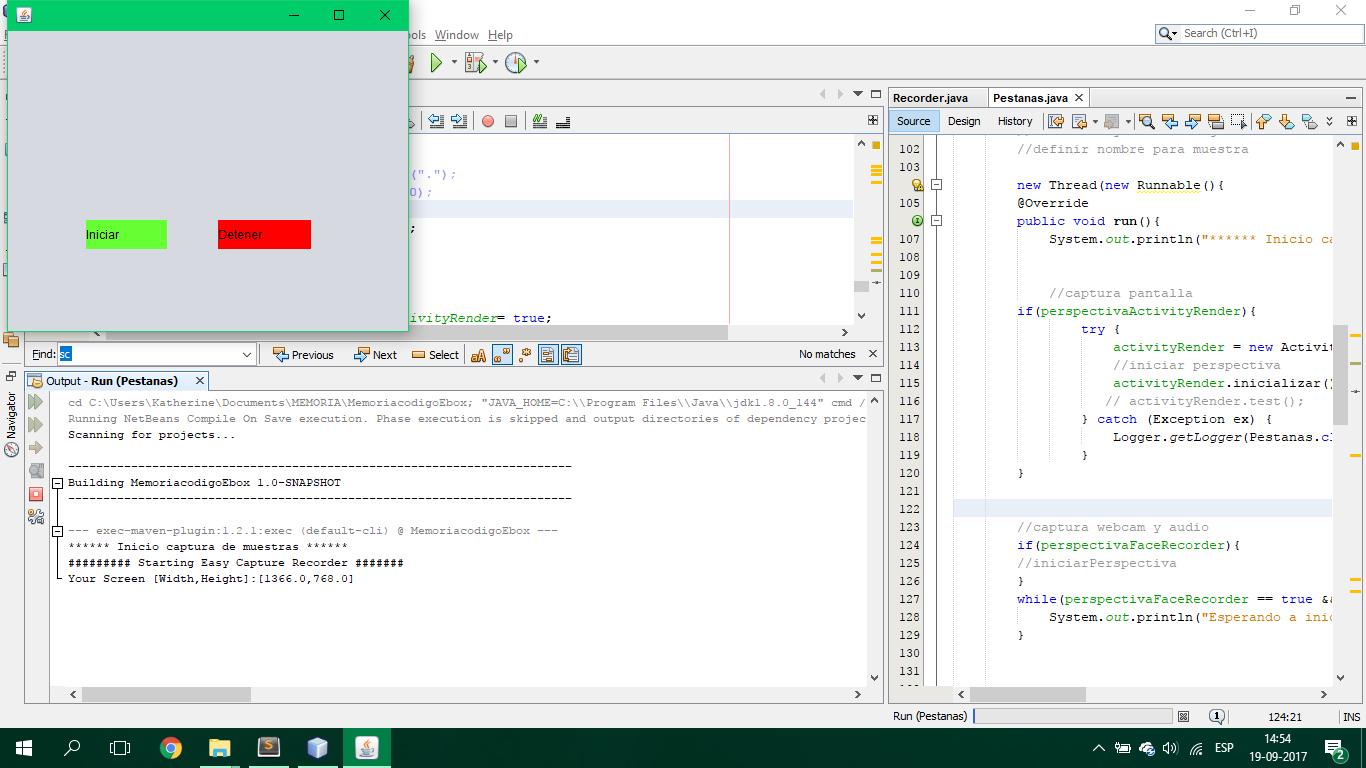 ools Window Help
Search (Ctrl+I)
Iniciar
Detener
(".");
0);
;
ivityRender= true;
Find: sc
Previous
Next
Select
No matches
Output - Run (Pestanas)
Navigator
cd C:\Users\Katherine\Documents\MEMORIA\MemoriacodigoEbox; "JAVA_HOME=C:\\Program Files\\Java\\jdk1.8.0_144" cmd /
Running NetBeans Compile On Save execution. Phase execution is skipped and output directories of dependency projec
Scanning for projects...
------------------------------------------------------------------------
Building MemoriacodigoEbox 1.0-SNAPSHOT
------------------------------------------------------------------------
--- exec-maven-plugin:1.2.1:exec (default-cli) @ MemoriacodigoEbox ---
****** Inicio captura de muestras ******
######### Starting Easy Capture Recorder #######
Your Screen [Width,Height]:[1366.0,768.0]
Recorder.java
Pestanas.java
Source
Design
History
102 //definir nombre para muestra
103
new Thread(new Runnable(){
105 @Override
public void run(){
107 System.out.println("****** Inicio ca
108
109
110 //captura pantalla
111 if(perspectivaActivityRender){
112 try {
113 activityRender = new Activit
114 //iniciar perspectiva
115 activityRender.inicializar()
116 // activityRender.test();
117 } catch (Exception ex) {
118 Logger.getLogger(Pestanas.cl
119 }
120 }
121
122
123 //captura webcam y audio
124 if(perspectivaFaceRecorder){
125 //iniciarPerspectiva
126 }
127 while(perspectivaFaceRecorder == true &&
128 System.out.println("Esperando a inic
129 }
130
131
Run (Pestanas)
1
124:21
INS
ESP
14:54
19-09-2017
2